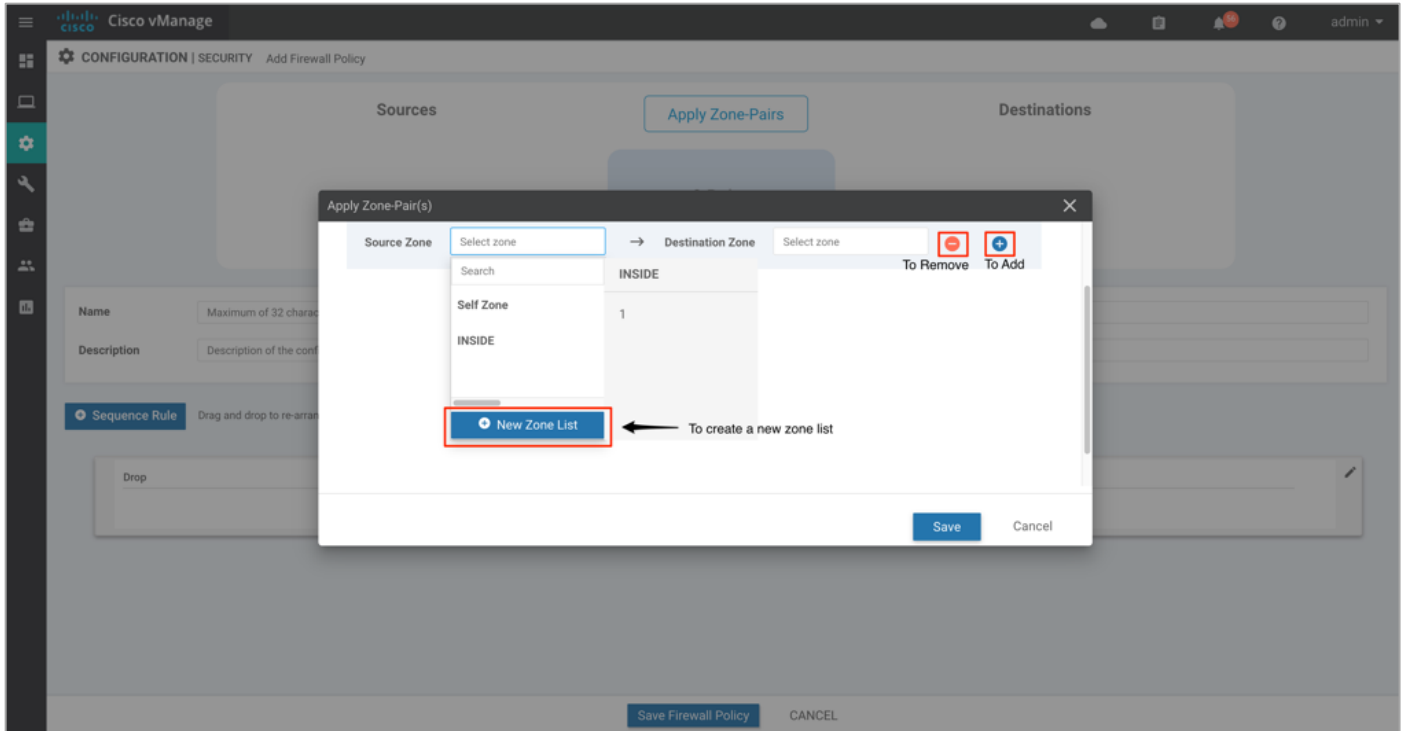 cisco Cisco vManage admin
CONFIGURATION | SECURITY Add Firewall Policy
Sources Apply Zone-Pairs Destinations
Apply Zone-Pair(s)
Source Zone Select zone → Destination Zone Select zone
To Remove To Add
Search INSIDE
Self Zone
1
INSIDE
New Zone List To create a new zone list
Name Maximum of 32 charac
Description Description of the conf
Sequence Rule Drag and drop to re-arran
Drop
Save Cancel
Save Firewall Policy CANCEL